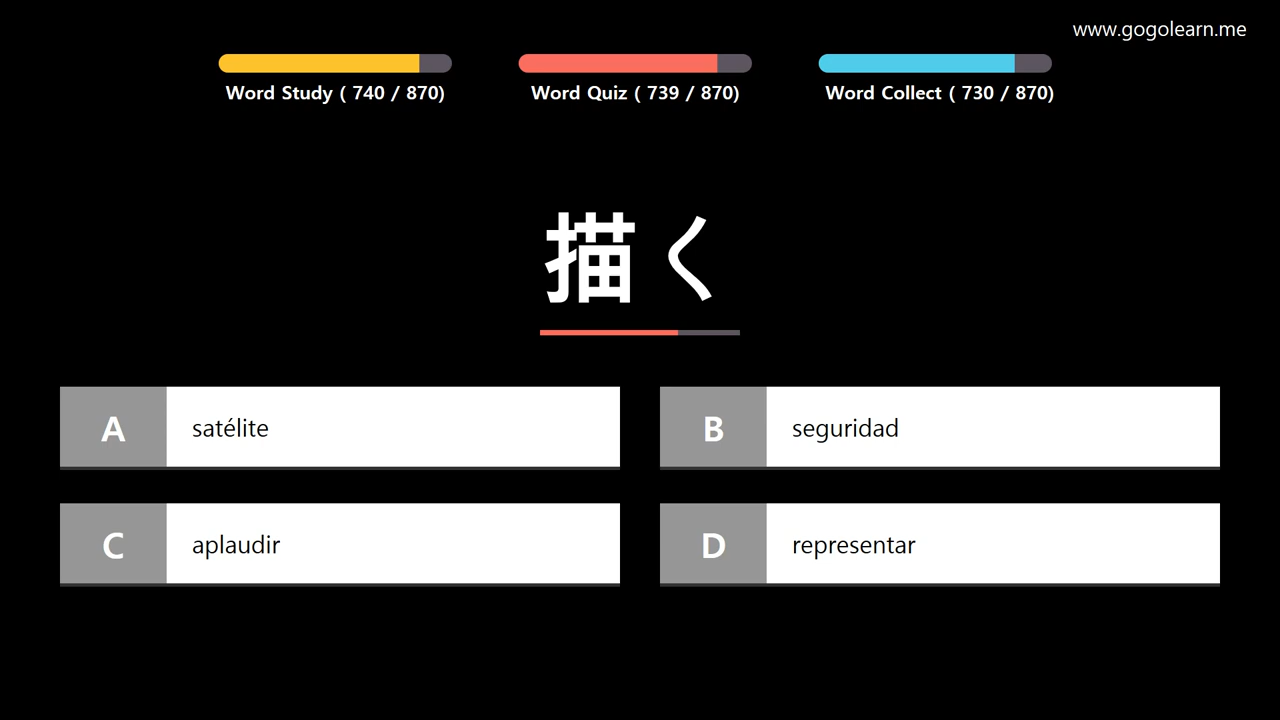 www.gogolearn.me
Word Study ( 740 / 870)
Word Quiz ( 739 / 870)
Word Collect ( 730 / 870)
描く
A satélite
B seguridad
C aplaudir
D representar